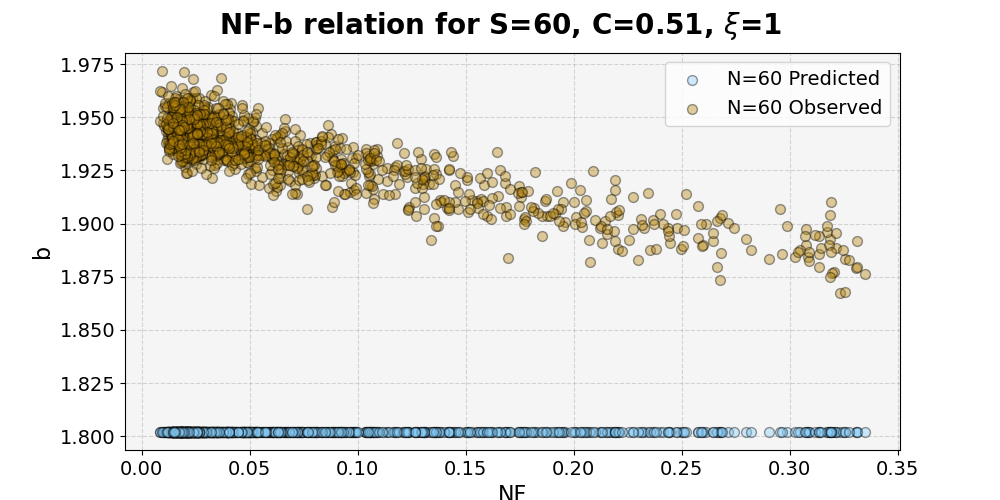 NF-b relation for S=60, C=0.51, ξ=1
N=60 Predicted
N=60 Observed
b
1.975
1.950
1.925
1.900
1.875
1.850
1.825
1.800
0.00 0.05 0.10 0.15 0.20 0.25 0.30 0.35
NF